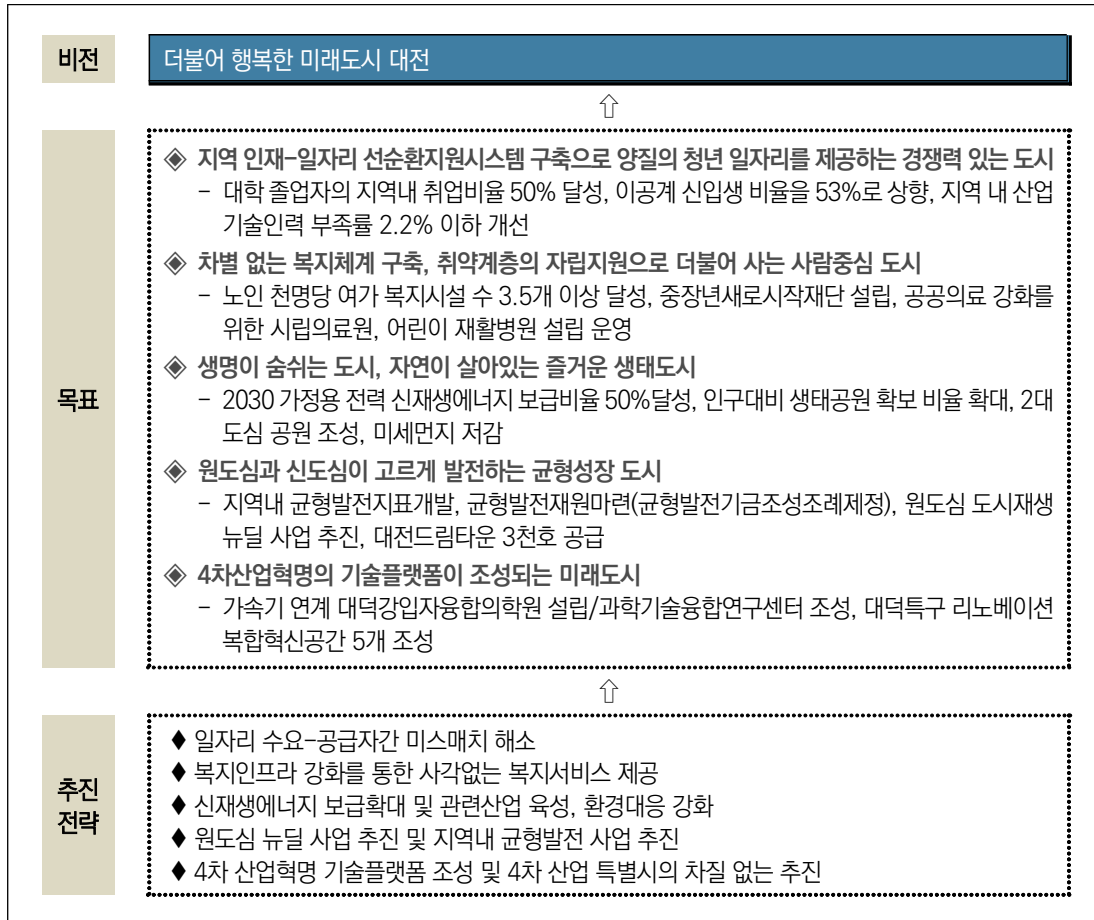 비전
더불어 행복한 미래도시 대전
⇧
목표
◈ 지역 인재-일자리 선순환지원시스템 구축으로 양질의 청년 일자리를 제공하는 경쟁력 있는 도시
- 대학 졸업자의 지역내 취업비율 50% 달성, 이공계 신입생 비율을 53%로 상향, 지역 내 산업
기술인력 부족률 2.2% 이하 개선
◈ 차별 없는 복지체계 구축, 취약계층의 자립지원으로 더불어 사는 사람중심 도시
- 노인 천명당 여가 복지시설 수 3.5개 이상 달성, 중장년새로시작재단 설립, 공공의료 강화를
위한 시립의료원, 어린이 재활병원 설립 운영
◈ 생명이 숨쉬는 도시, 자연이 살아있는 즐거운 생태도시
- 2030 가정용 전력 신재생에너지 보급비율 50%달성, 인구대비 생태공원 확보 비율 확대, 2대
도심 공원 조성, 미세먼지 저감
◈ 원도심과 신도심이 고르게 발전하는 균형성장 도시
- 지역내 균형발전지표개발, 균형발전재원마련(균형발전기금조성조례제정), 원도심 도시재생
뉴딜 사업 추진, 대전드림타운 3천호 공급
◈ 4차산업혁명의 기술플랫폼이 조성되는 미래도시
- 가속기 연계 대덕강입자융합의학원 설립/과학기술융합연구센터 조성, 대덕특구 리노베이션
복합혁신공간 5개 조성
⇧
추진
전략
♦ 일자리 수요-공급자간 미스매치 해소
♦ 복지인프라 강화를 통한 사각없는 복지서비스 제공
♦ 신재생에너지 보급확대 및 관련산업 육성, 환경대응 강화
♦ 원도심 뉴딜 사업 추진 및 지역내 균형발전 사업 추진
♦ 4차 산업혁명 기술플랫폼 조성 및 4차 산업 특별시의 차질 없는 추진